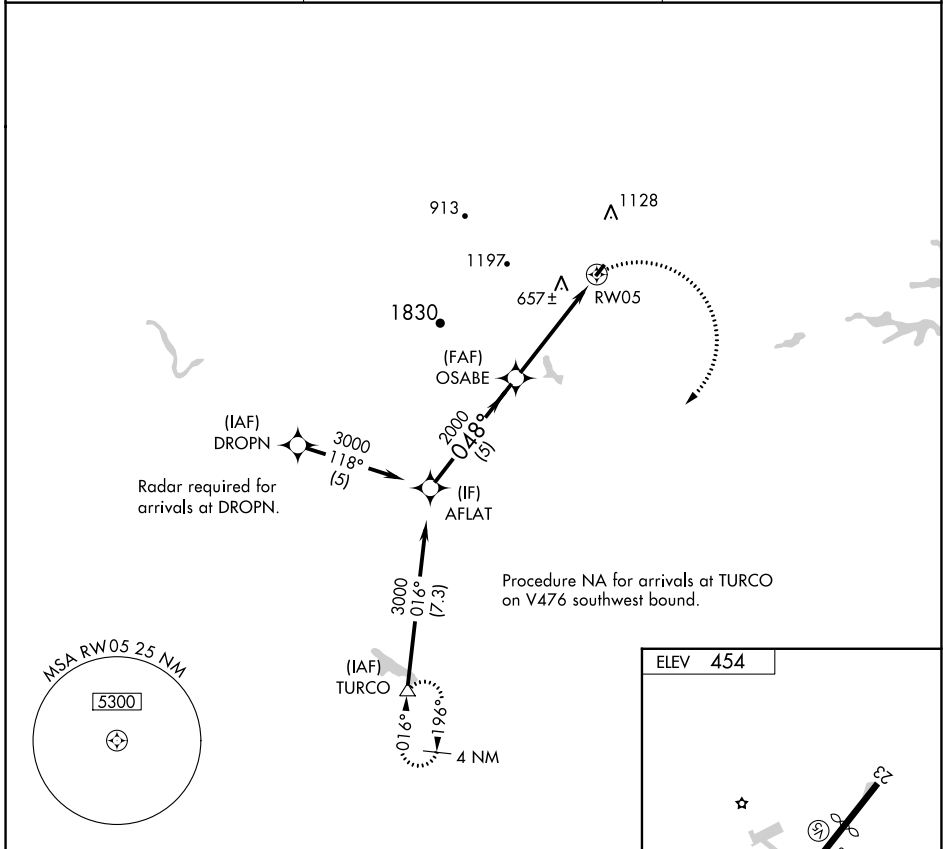 913
1128
1197
657±
RW05
1830
(FAF)
OSABE
(IAF)
DROPN
3000
118°
(5)
2000
048°
(5)
Radar required for
arrivals at DROPN.
(IF)
AFLAT
3000
016°
(7.3)
Procedure NA for arrivals at TURCO
on V476 southwest bound.
(IAF)
TURCO
016°
196°
4 NM
MSA RW05 25 NM
5300
ELEV 454
23